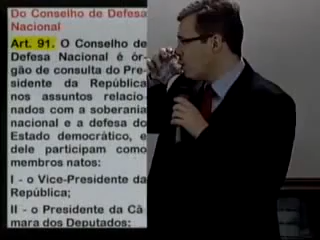 Do Conselho de Defesa
Nacional
Art. 91. O Conselho de
Defesa Nacional é ór-
gão de consulta do Pre-
sidente da República
nos assuntos relacio-
nados com a soberania
nacional e a defesa do
Estado democrático, e
dele participam como
membros natos:
I - o Vice-Presidente da
República;
II - o Presidente da Câ
mara dos Deputados;